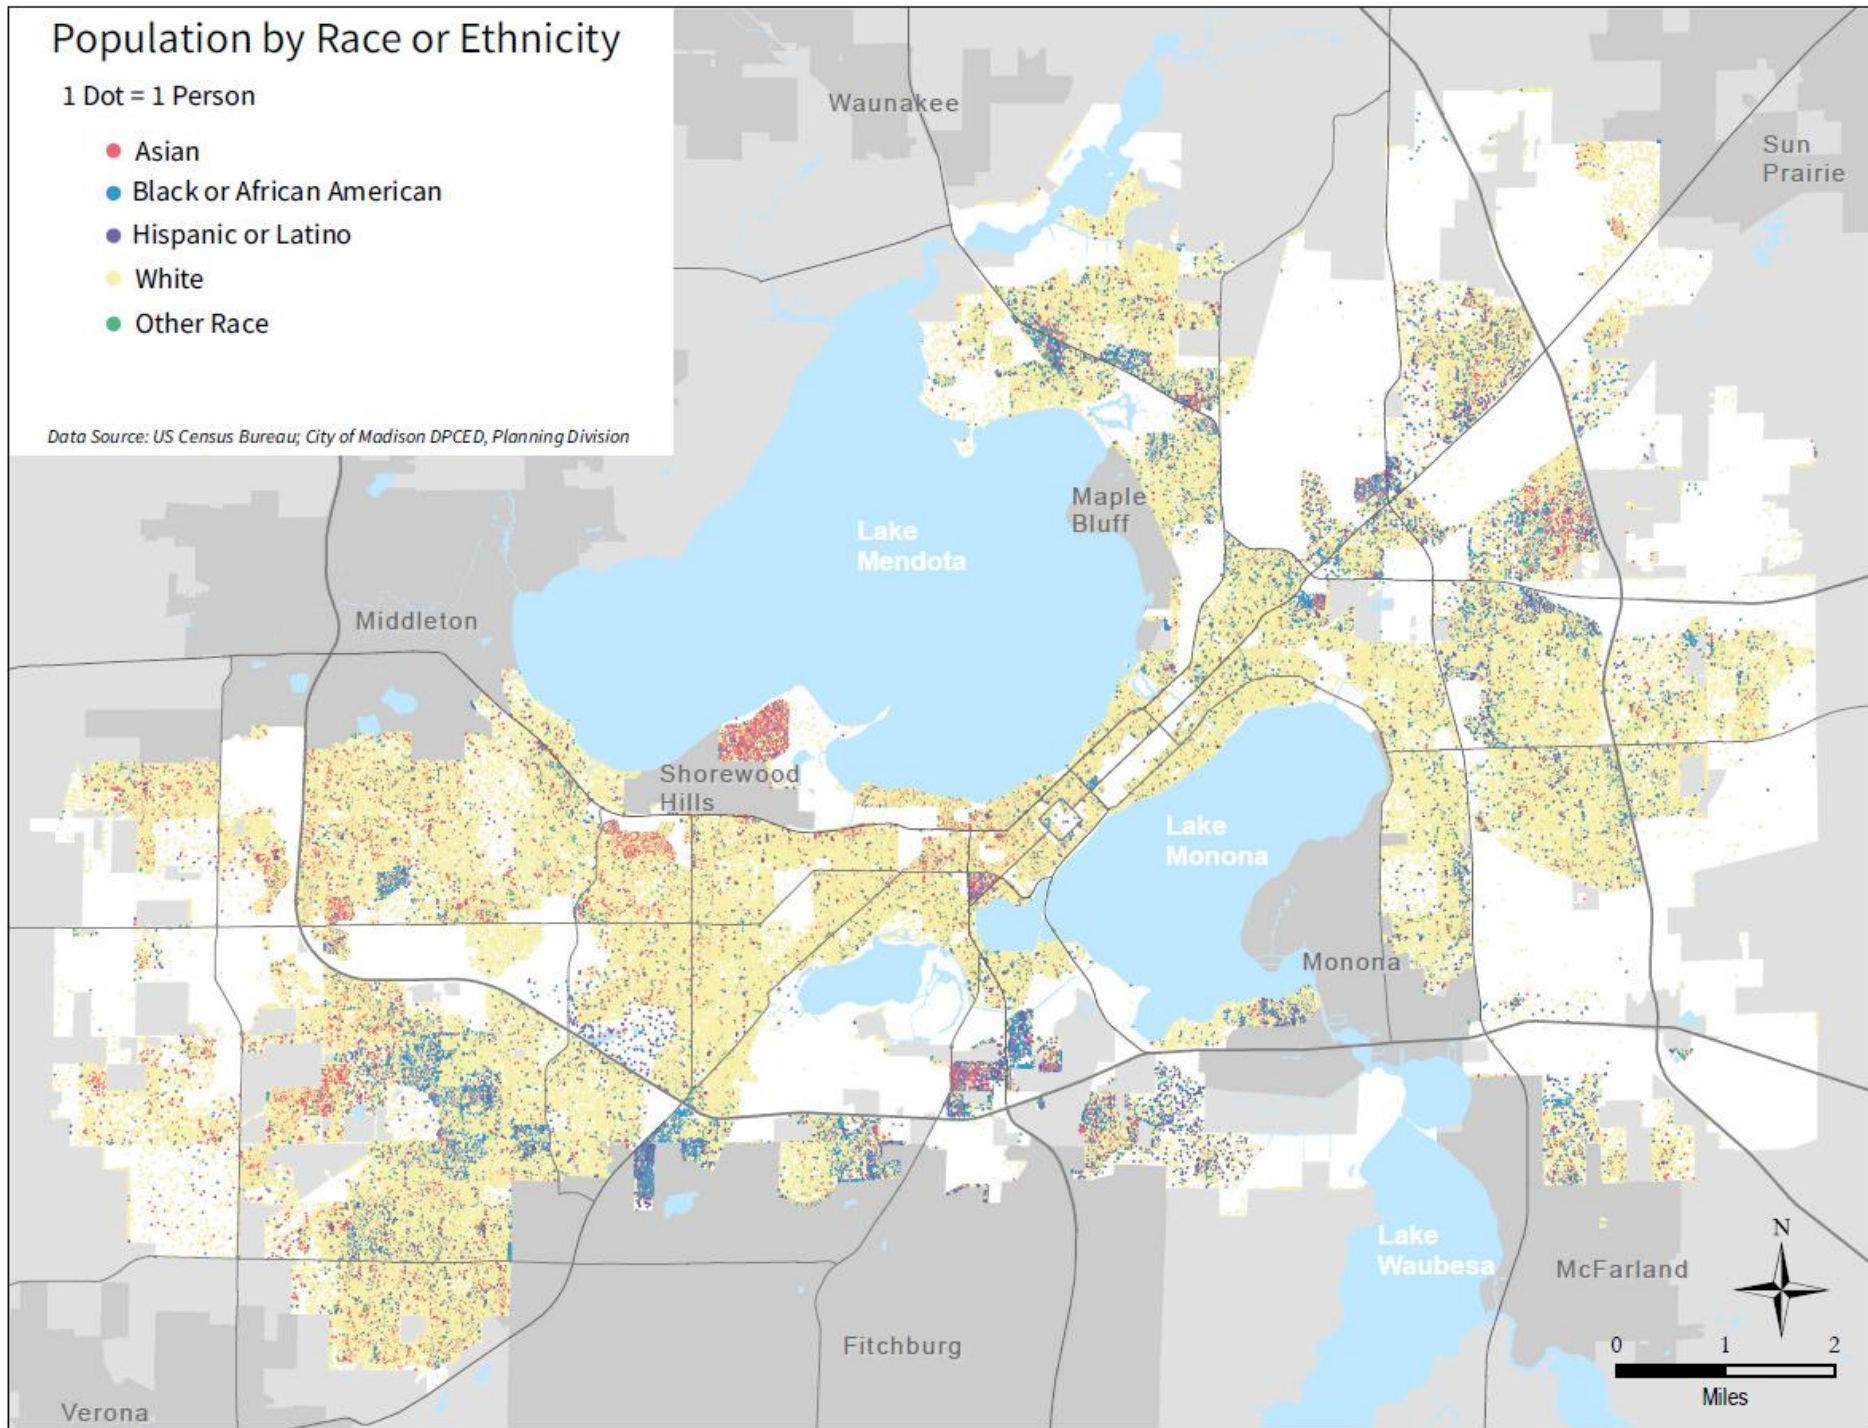 Population by Race or Ethnicity
1 Dot = 1 Person
Asian
Black or African American
Hispanic or Latino
White
Other Race
Data Source: US Census Bureau; City of Madison DPCED, Planning Division
Waunakee
Sun
Prairie
Maple
Bluff
Lake
Mendota
Middleton
Shorewood
Hills
Lake
Monona
Monona
Lake
Waubesa
McFarland
Fitchburg
Verona
N
0 1 2
Miles